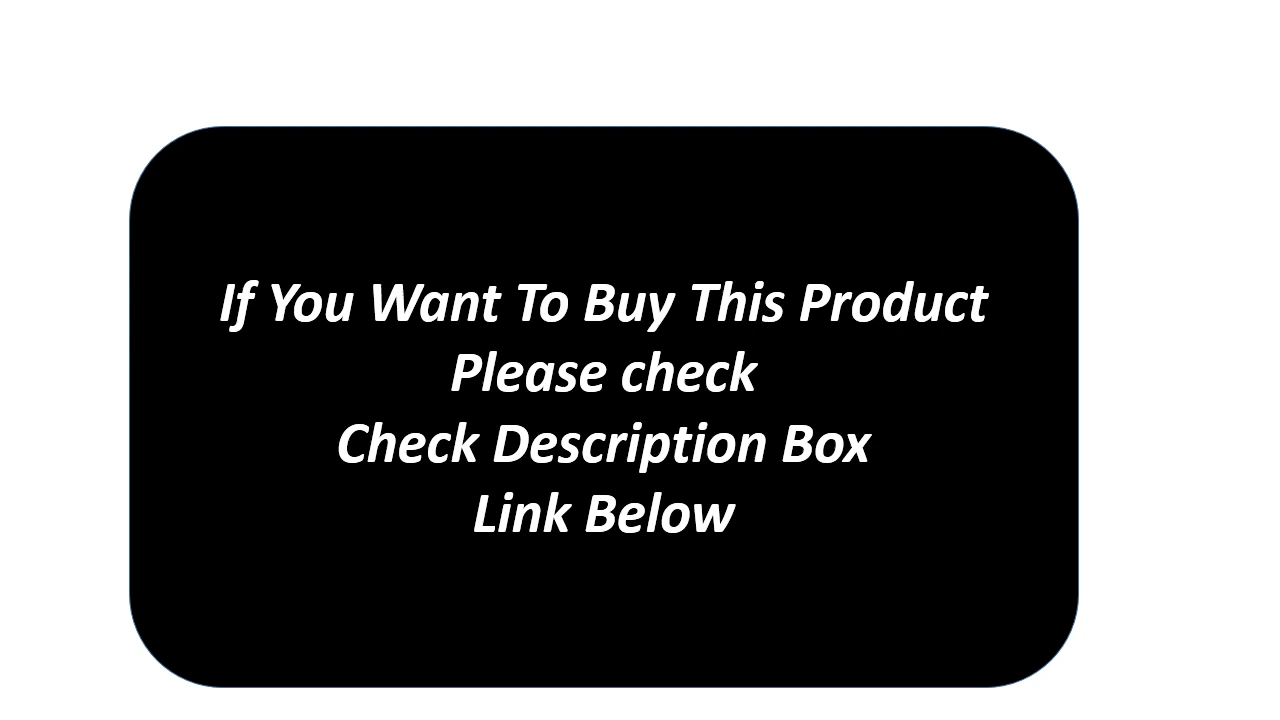 If You Want To Buy This Product
Please check
Check Description Box
Link Below